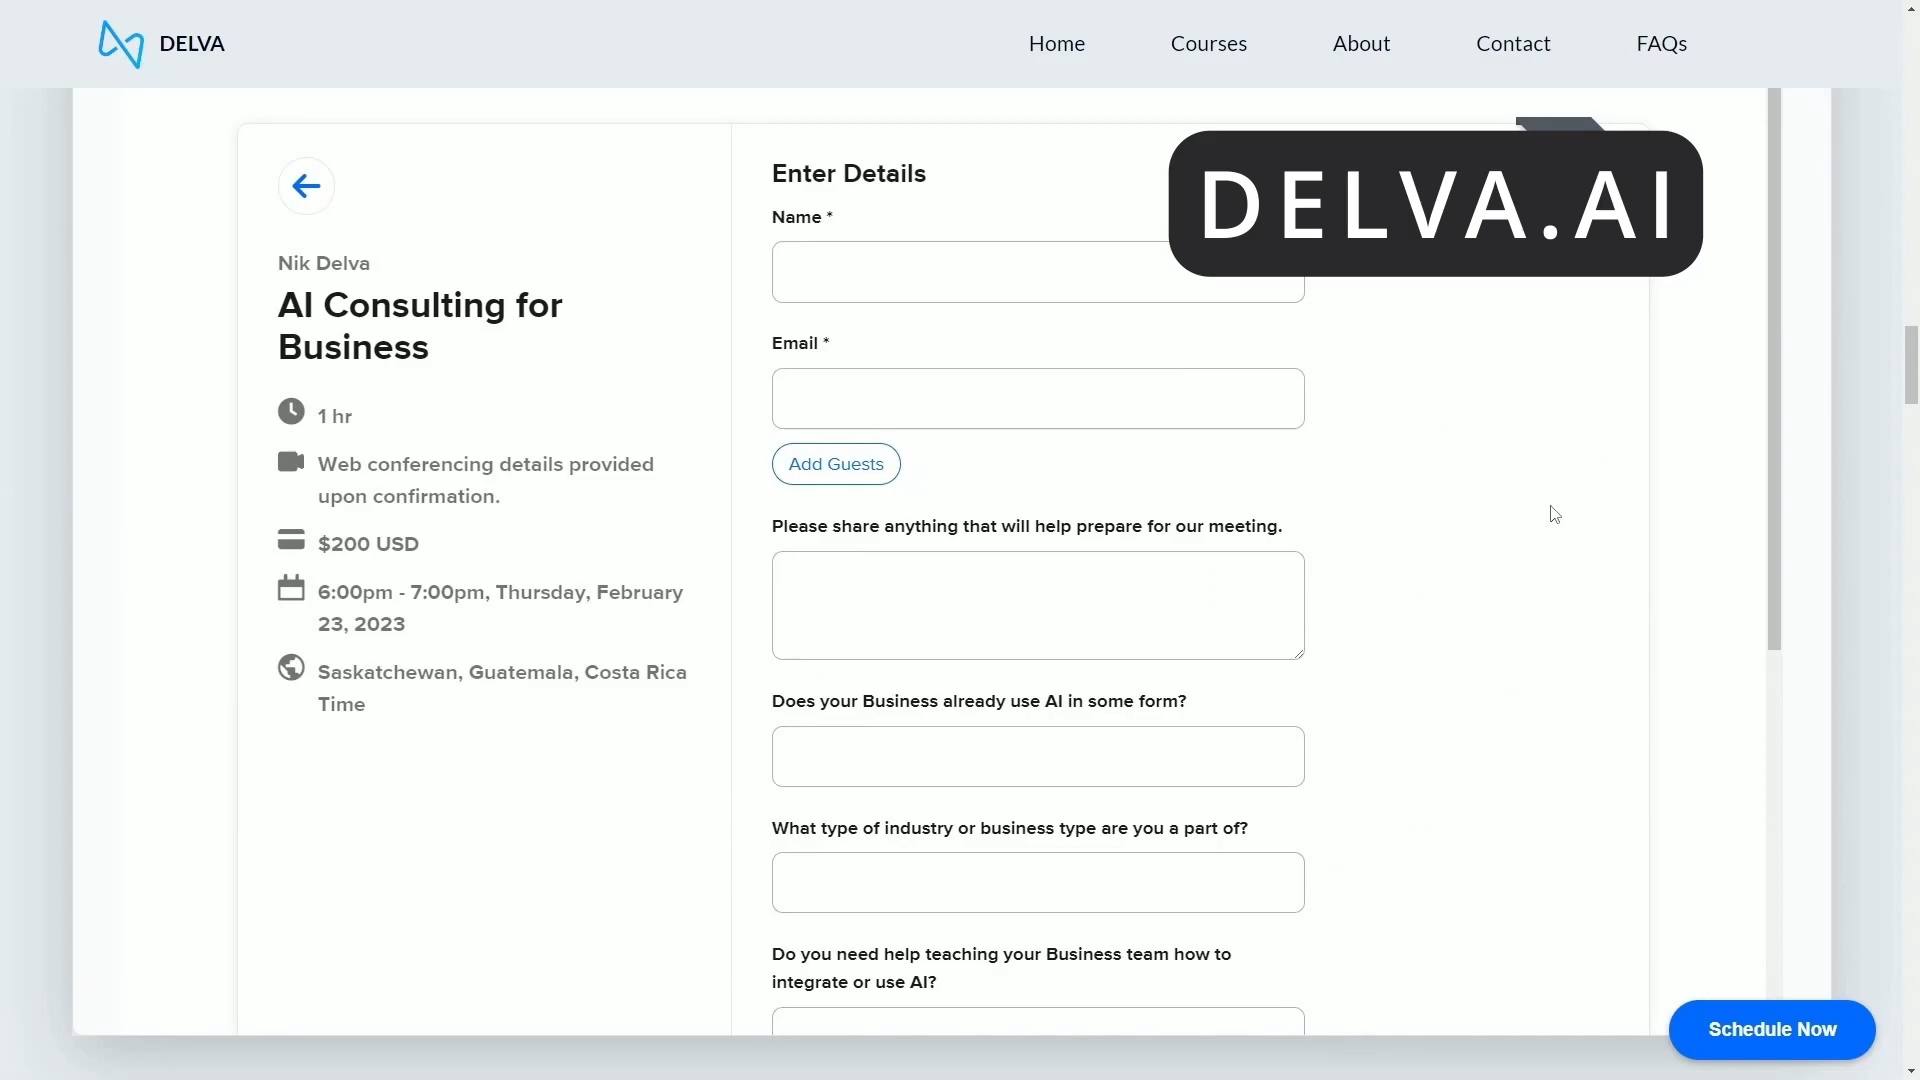 DELVA
Home
Courses
About
Contact
FAQs
DELVA.AI
Nik Delva
AI Consulting for
Business
1 hr
Web conferencing details provided
upon confirmation.
$200 USD
6:00pm - 7:00pm, Thursday, February
23, 2023
Saskatchewan, Guatemala, Costa Rica
Time
Enter Details
Name *
Email *
Add Guests
Please share anything that will help prepare for our meeting.
Does your Business already use AI in some form?
What type of industry or business type are you a part of?
Do you need help teaching your Business team how to
integrate or use AI?
Schedule Now